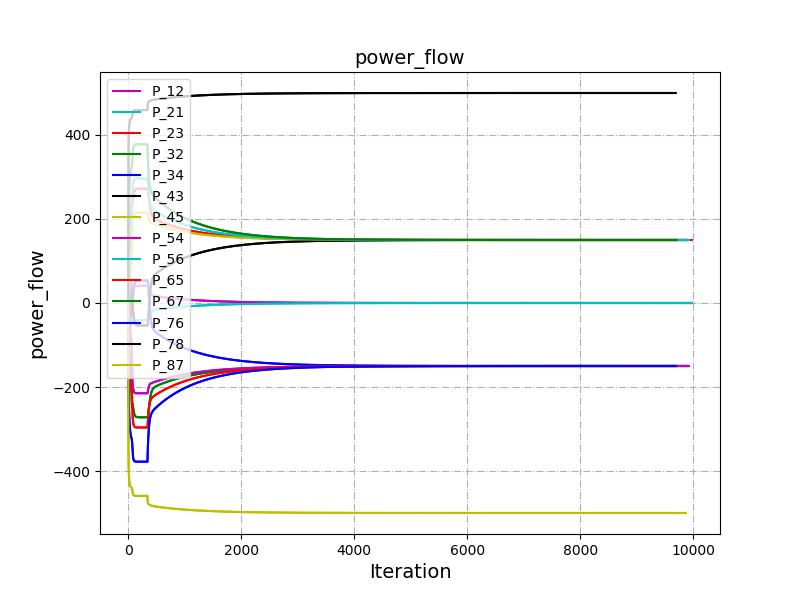 power_flow
P_12
P_21
P_23
P_32
P_34
P_43
P_45
P_54
P_56
P_65
P_67
P_76
P_78
P_87
400
200
0
−200
−400
power_flow
0 2000 4000 6000 8000 10000
Iteration